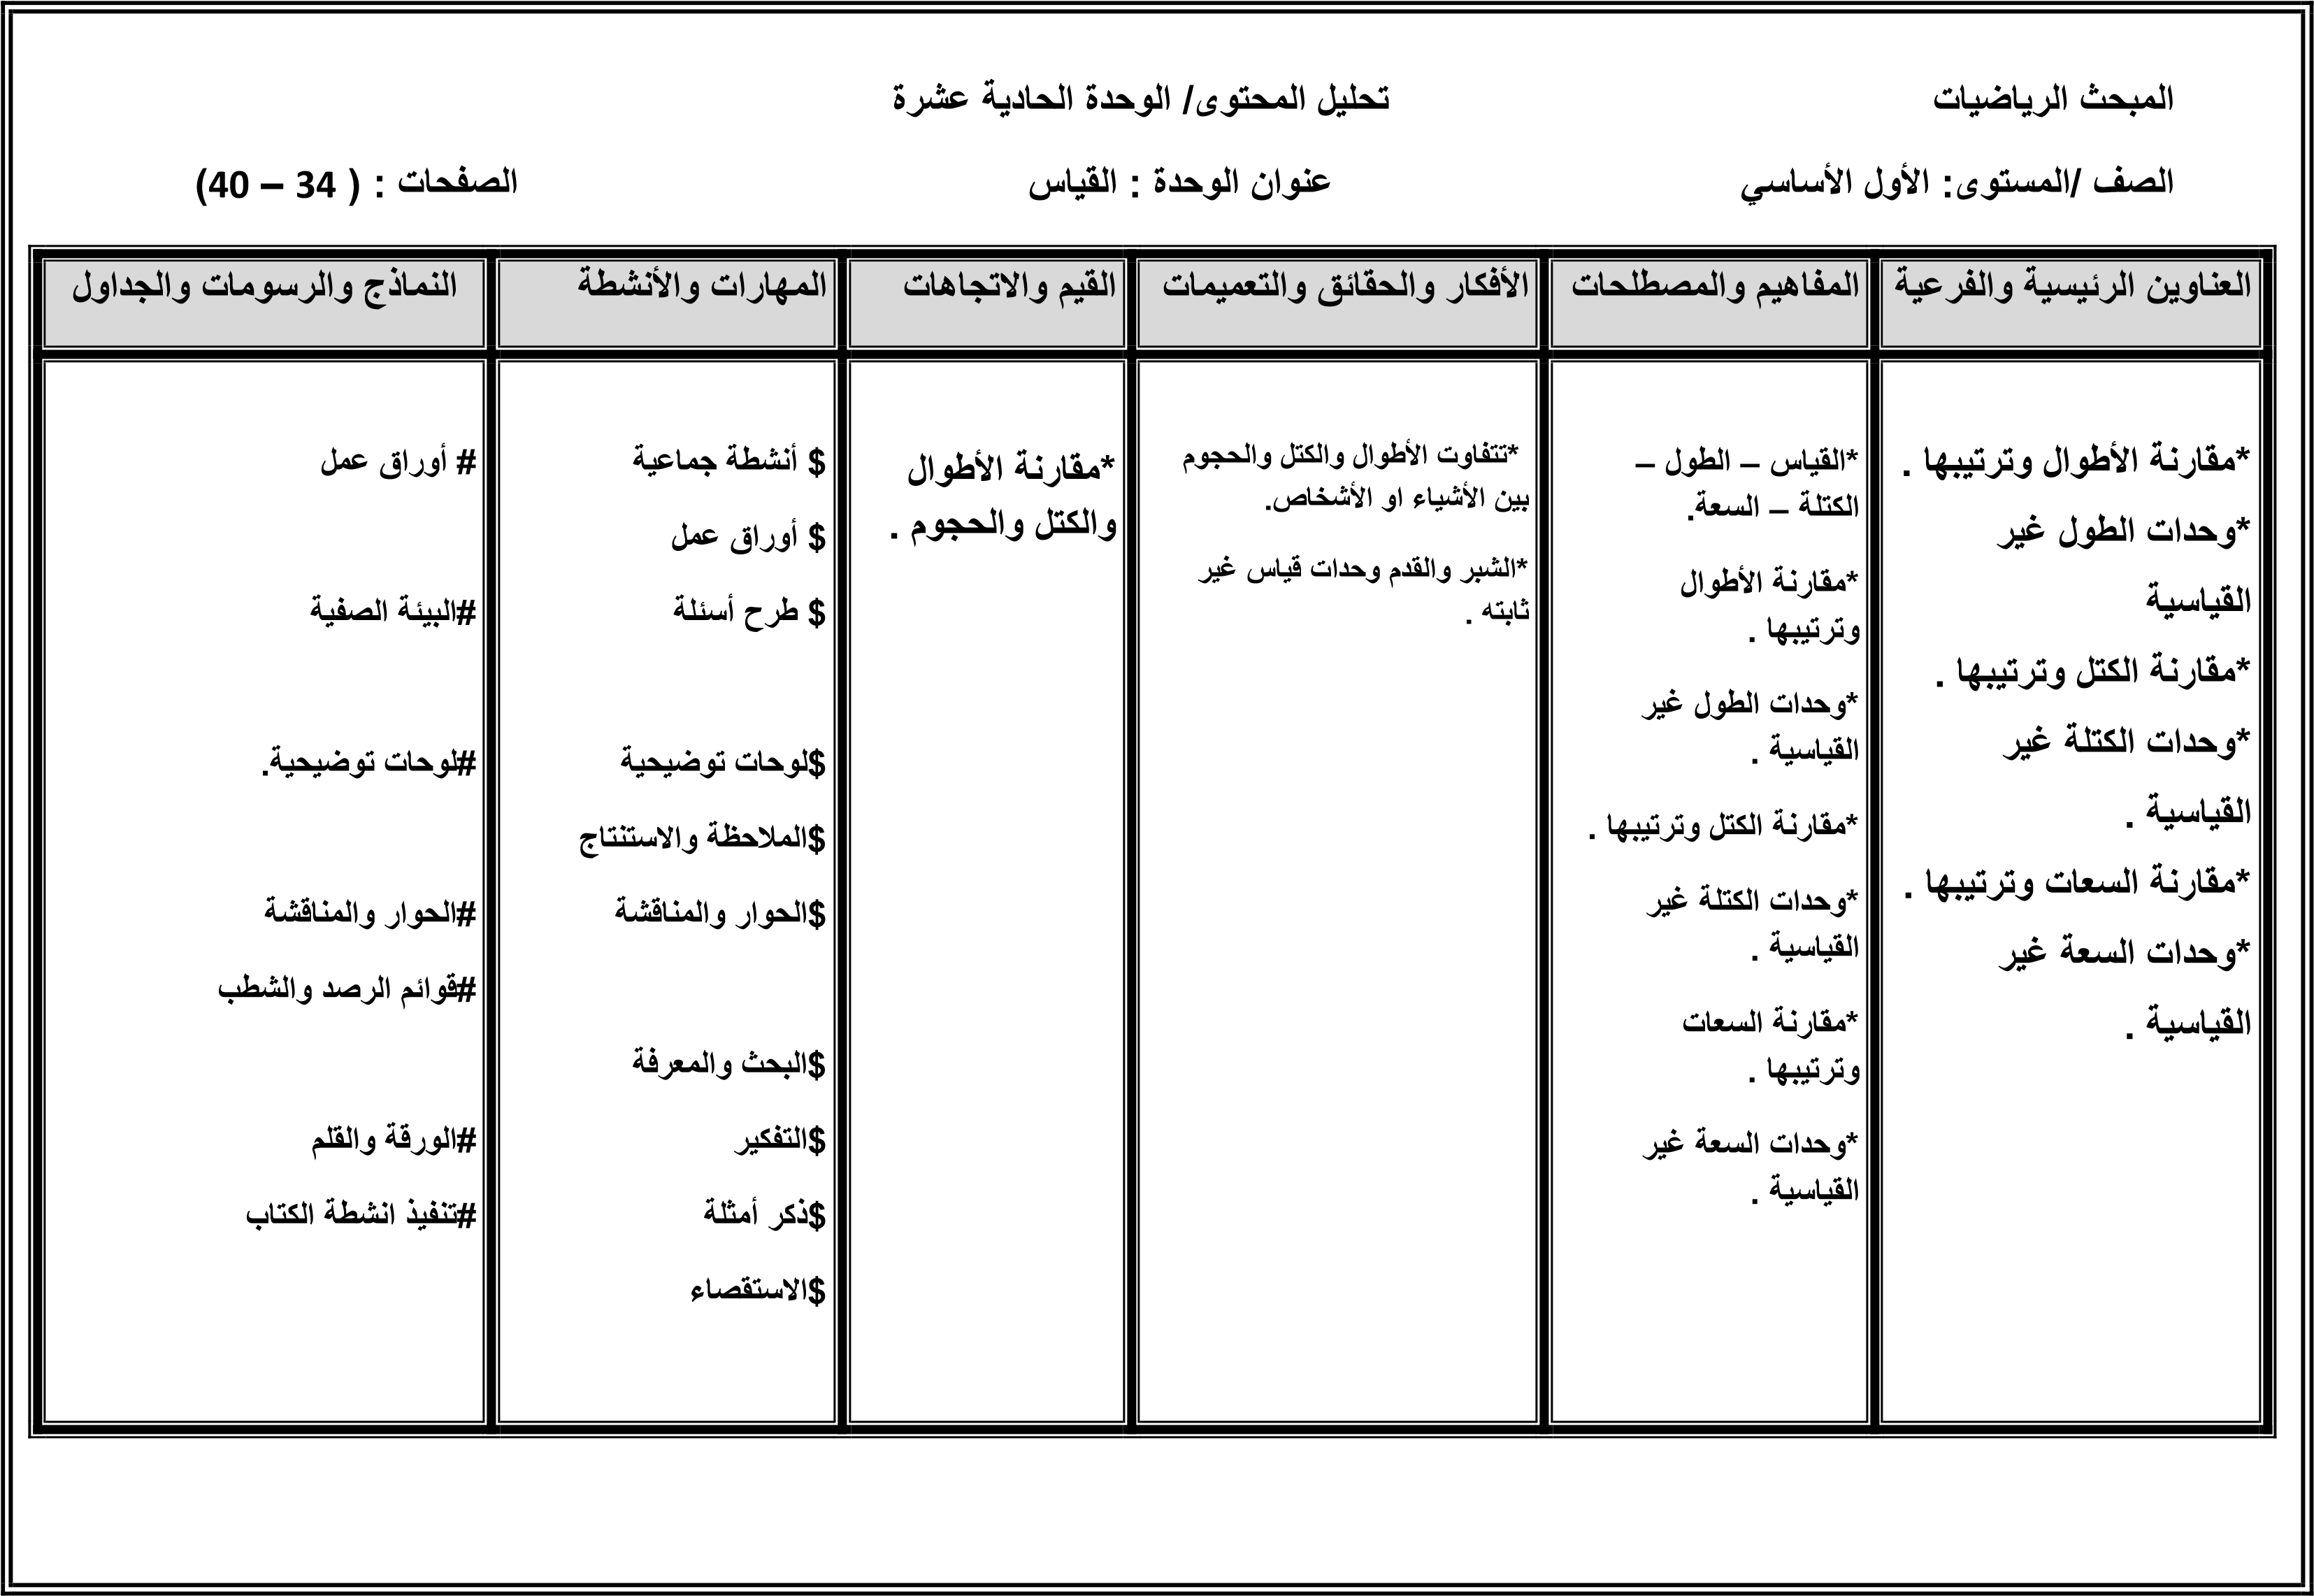 المبحث الرياضيات
تحليل المحتوى/ الوحدة الحادية عشرة
الصف /المستوى: الأول الأساسي
عنوان الوحدة : القياس
الصفحات : ( 34 – 40)
العناوين الرئيسية والفرعية
المفاهيم والمصطلحات
الأفكار والحقائق والتعميمات
القيم والاتجاهات
المهارات والأنشطة
النماذج والرسومات والجداول
*مقارنة الأطوال وترتيبها .
*وحدات الطول غير
القياسية
*مقارنة الكتل وترتيبها .
*وحدات الكتلة غير
القياسية .
*مقارنة السعات وترتيبها .
*وحدات السعة غير
القياسية .
*القياس – الطول –
الكتلة – السعة.
*مقارنة الأطوال
وترتيبها .
*وحدات الطول غير
القياسية .
*مقارنة الكتل وترتيبها .
*وحدات الكتلة غير
القياسية .
*مقارنة السعات
وترتيبها .
*وحدات السعة غير
القياسية .
*تتفاوت الأطوال والكتل والحجوم
بين الأشياء او الأشخاص.
*الشبر والقدم وحدات قياس غير
ثابته .
*مقارنة الأطوال
والكتل والحجوم .
$ أنشطة جماعية
$ أوراق عمل
$ طرح أسئلة
$لوحات توضيحية
$الملاحظة والاستنتاج
$الحوار والمناقشة
$البحث والمعرفة
$التفكير
$ذكر أمثلة
$الاستقصاء
# أوراق عمل
#البيئة الصفية
#لوحات توضيحية.
#الحوار والمناقشة
#قوائم الرصد والشطب
#الورقة والقلم
#تنفيذ انشطة الكتاب